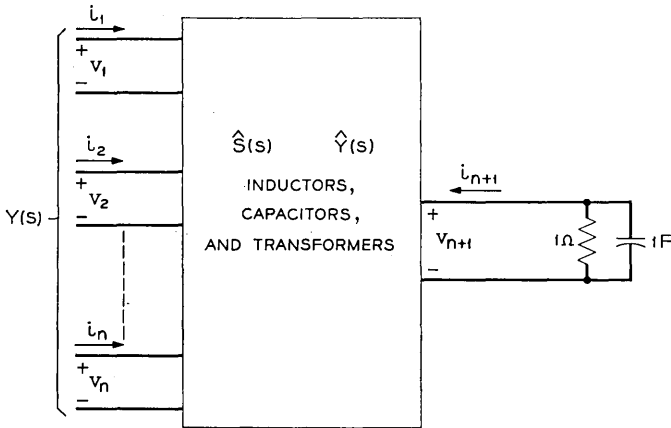 i1
+
v1
−
i2
+
Ŝ(s) Ŷ(s)
v2
−
Y(s)
INDUCTORS,
CAPACITORS,
AND TRANSFORMERS
in+1
+
vn+1
−
1Ω
1F
in
+
vn
−